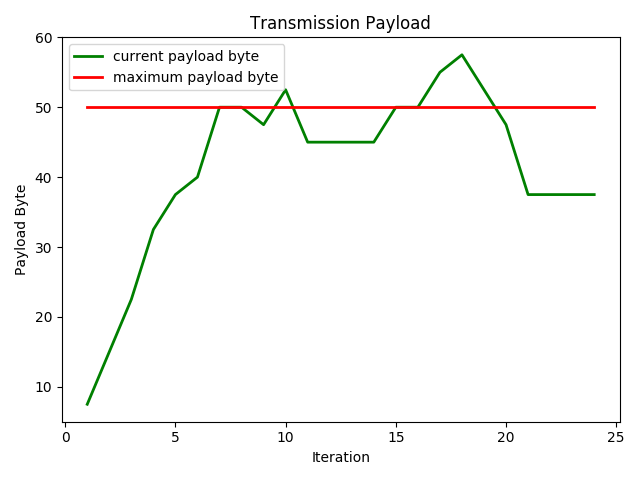 Transmission Payload
current payload byte
maximum payload byte
60
50
40
30
20
10
Payload Byte
0
5
10
15
20
25
Iteration